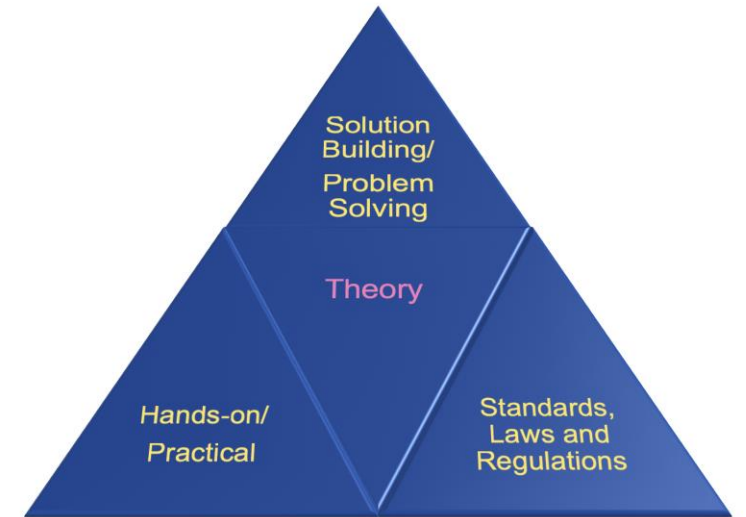 Solution
Building/
Problem
Solving
Theory
Hands-on/
Practical
Standards,
Laws and
Regulations